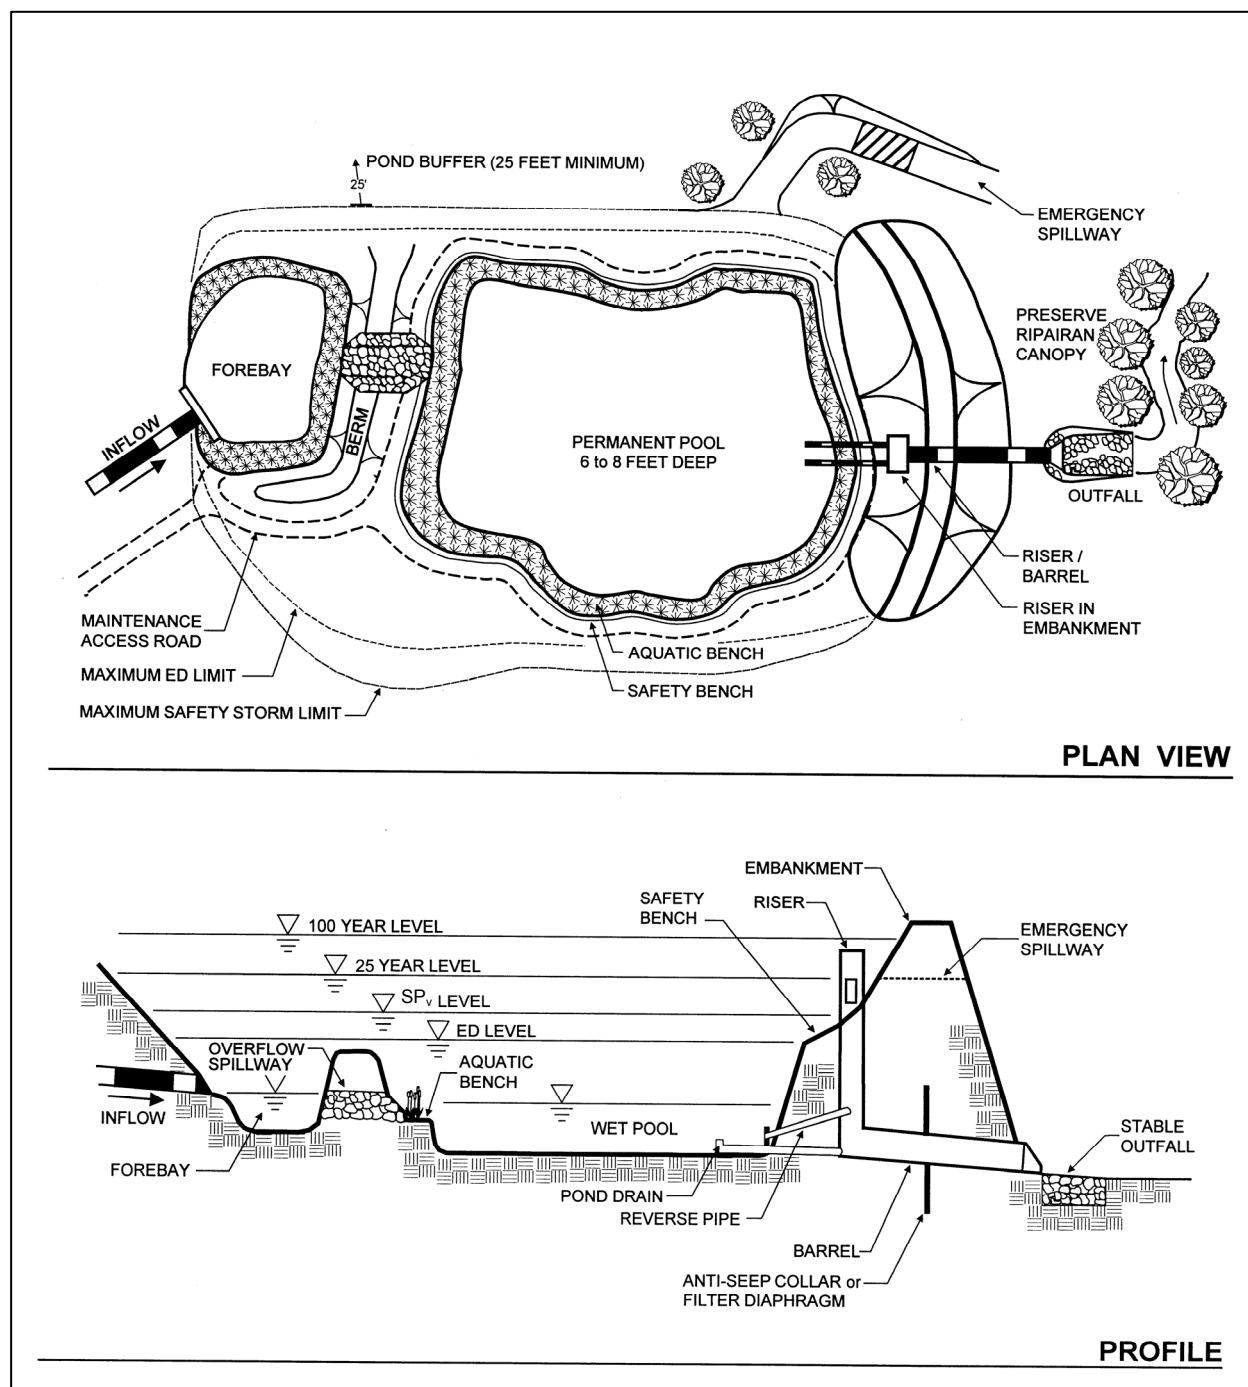 POND BUFFER (25 FEET MINIMUM)
25'
EMERGENCY
SPILLWAY
PRESERVE
RIPAIRAN
CANOPY
FOREBAY
INFLOW
BERM
PERMANENT POOL
6 to 8 FEET DEEP
OUTFALL
RISER /
BARREL
RISER IN
EMBANKMENT
MAINTENANCE
ACCESS ROAD
AQUATIC BENCH
MAXIMUM ED LIMIT
SAFETY BENCH
MAXIMUM SAFETY STORM LIMIT
PLAN VIEW
EMBANKMENT
SAFETY
BENCH
RISER
100 YEAR LEVEL
EMERGENCY
SPILLWAY
25 YEAR LEVEL
SPv LEVEL
ED LEVEL
OVERFLOW
SPILLWAY
AQUATIC
BENCH
INFLOW
WET POOL
STABLE
OUTFALL
FOREBAY
POND DRAIN
REVERSE PIPE
BARREL
ANTI-SEEP COLLAR or
FILTER DIAPHRAGM
PROFILE